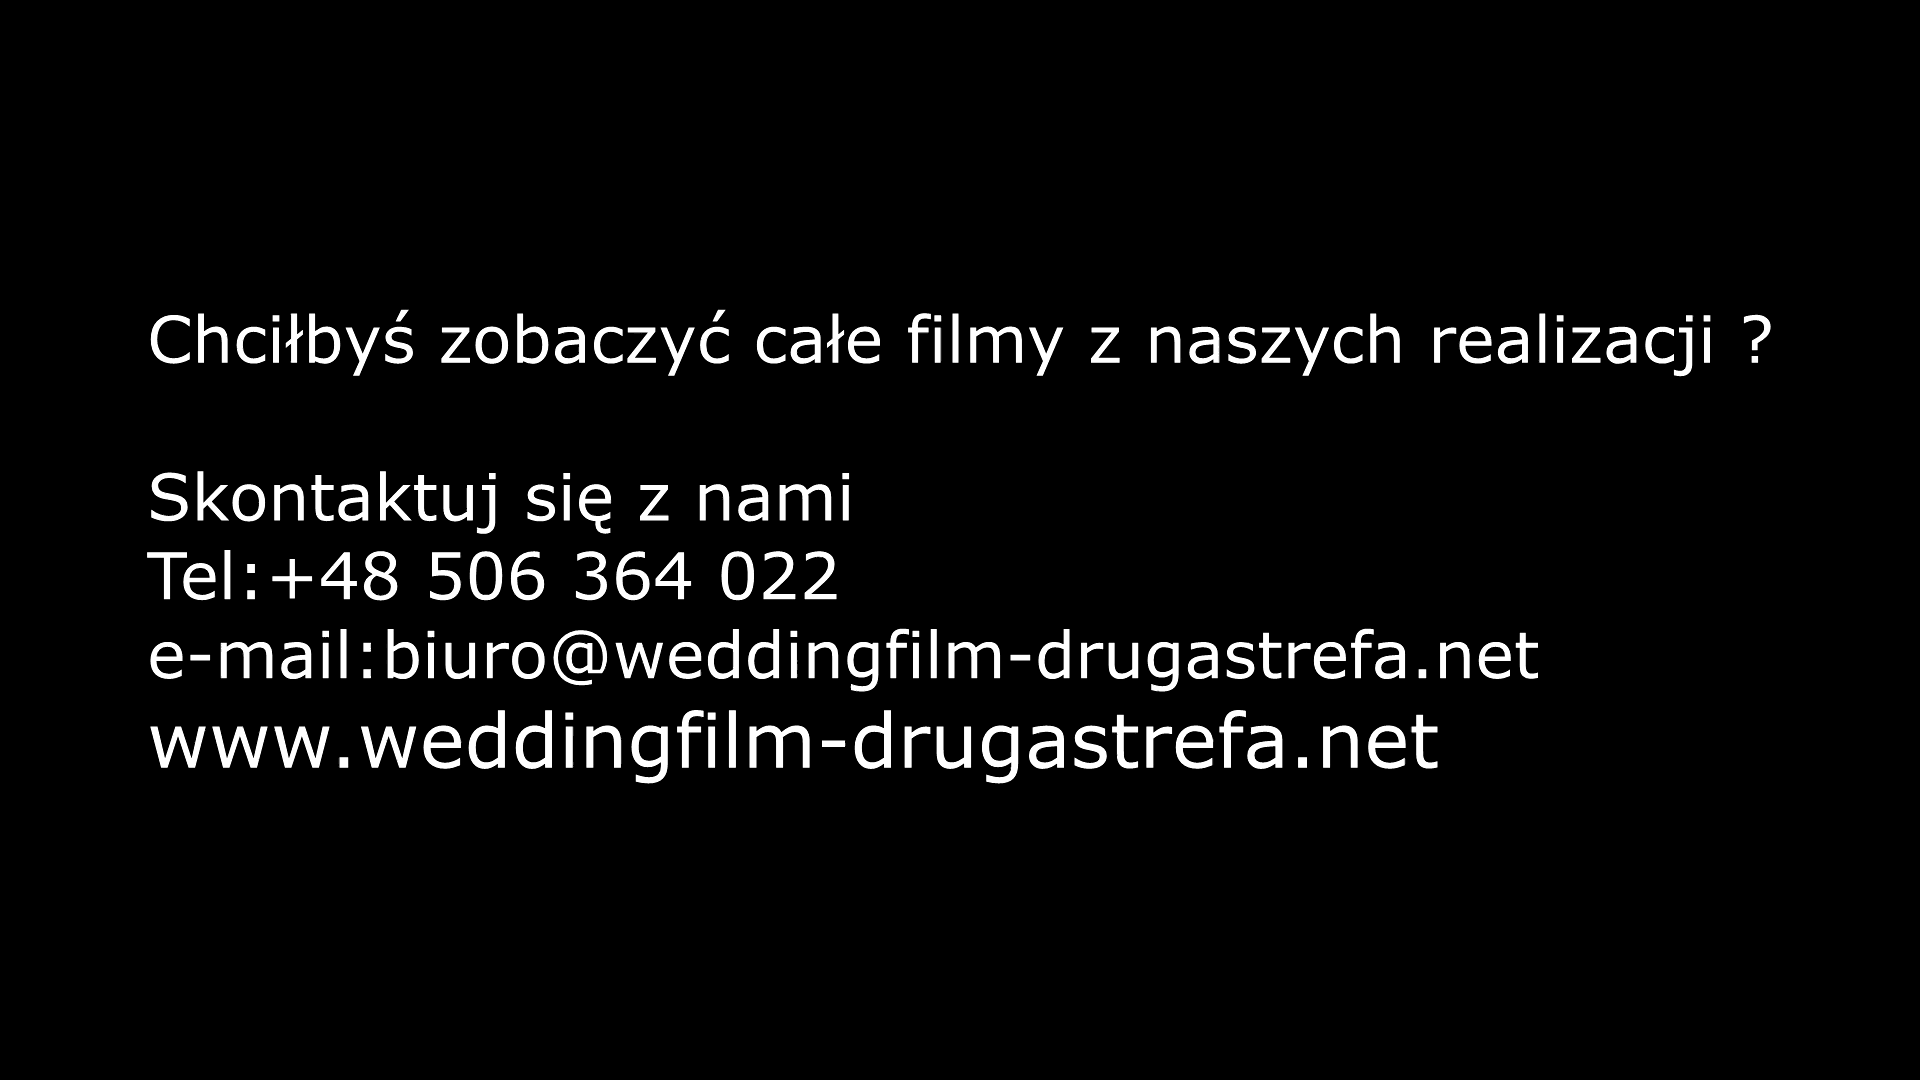 Chciłbyś zobaczyć całe filmy z naszych realizacji ?
Skontaktuj się z nami
Tel:+48 506 364 022
e-mail:biuro@weddingfilm-drugastrefa.net
www.weddingfilm-drugastrefa.net